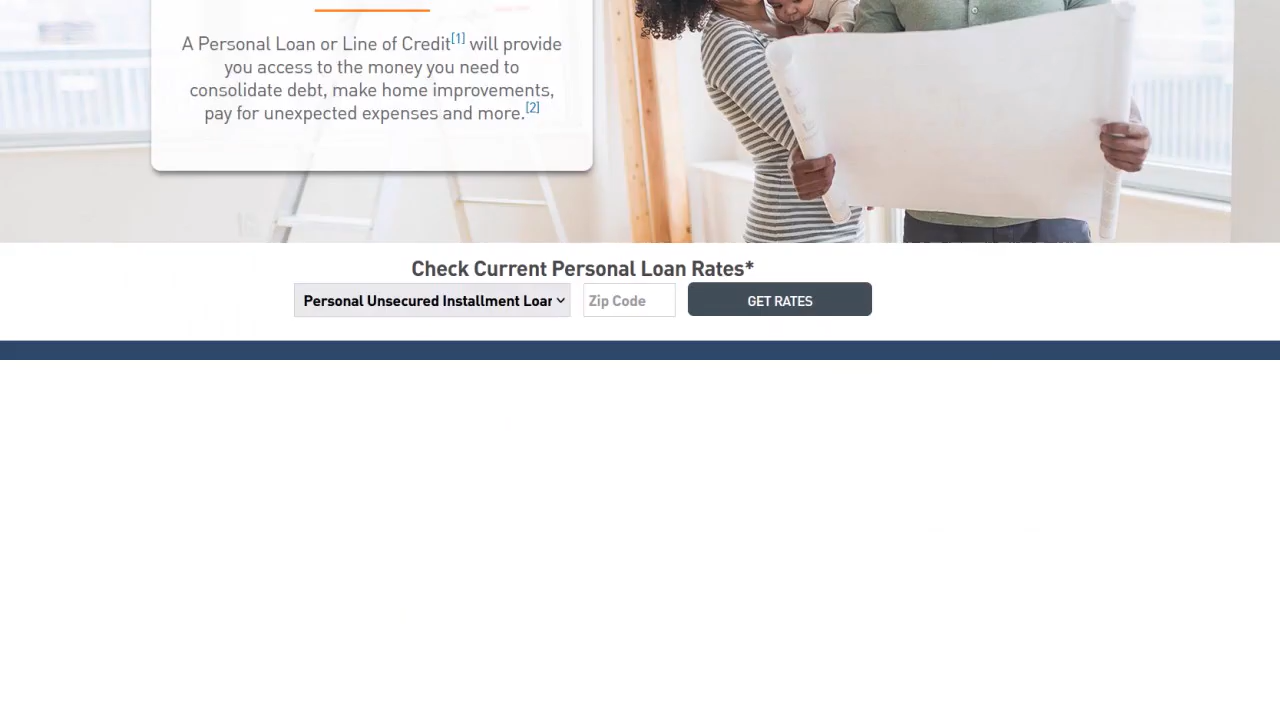 A Personal Loan or Line of Credit[1] will provide
you access to the money you need to
consolidate debt, make home improvements,
pay for unexpected expenses and more.[2]
Check Current Personal Loan Rates*
Personal Unsecured Installment Loan
Zip Code
GET RATES